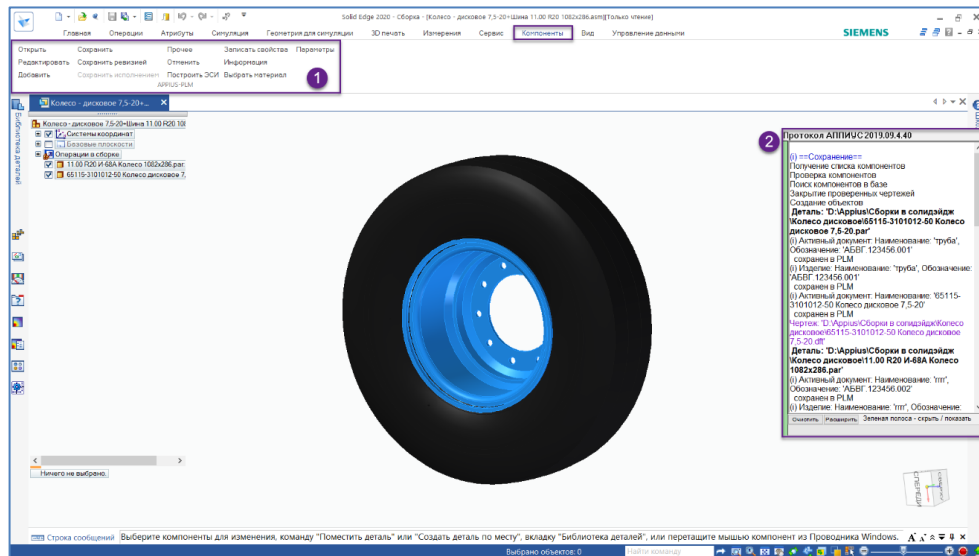 Solid Edge 2020 - Сборка - [Колесо - дисковое 7,5-20+Шина 11.00 R20 1082x286.asm][Только чтение]
Главная Операции Атрибуты Симуляция Геометрия для симуляции 3D печать Измерения Сервис Компоненты Вид Управление данными
SIEMENS
Открыть Сохранить Прочее Записать свойства Параметры
Редактировать Сохранить ревизией Отменить Информация
Добавить Сохранить исполнением Построить ЭСИ Выбрать материал
APPIUS-PLM
1
Колесо - дисковое 7,5-20+...
Библиотека деталей
Колесо - дисковое 7,5-20+Шина 11.00 R20 108
Системы координат
Базовые плоскости
Операции в сборке
11.00 R20 И-68А Колесо 1082x286.par
65115-3101012-50 Колесо дисковое 7,
2
Протокол АППИУС 2019.09.4.40
(i) ==Сохранение==
Получение списка компонентов
Проверка компонентов
Поиск компонентов в базе
Закрытие проверенных чертежей
Создание объектов
Деталь: 'D:\Appius\Сборки в солидэйдж
\Колесо дисковое\65115-3101012-50 Колесо
дисковое 7,5-20.par'
(i) Активный документ: Наименование: 'труба',
Обозначение: 'АБВГ.123456.001'
сохранен в PLM
(i) Изделие: Наименование: 'труба', Обозначение:
'АБВГ.123456.001'
сохранен в PLM
(i) Активный документ: Наименование: '65115-
3101012-50 Колесо дисковое 7,5-20'
сохранен в PLM
Чертеж: 'D:\Appius\Сборки в солидэйдж\Колесо
дисковое\65115-3101012-50 Колесо дисковое
7,5-20.dft'
Деталь: 'D:\Appius\Сборки в солидэйдж
\Колесо дисковое\11.00 R20 И-68А Колесо
1082x286.par'
(i) Активный документ: Наименование: 'ггг',
Обозначение: 'АБВГ.123456.002'
сохранен в PLM
(i) Изделие: Наименование: 'ггг', Обозначение:
Очистить Расширить Зеленая полоса - скрыть / показать
Ничего не выбрано.
СПЕРЕДИ
Строка сообщений Выберите компоненты для изменения, команду "Поместить деталь" или "Создать деталь по месту", вкладку "Библиотека деталей", или перетащите мышью компонент из Проводника Windows.
Выбрано объектов: 0 Найти команду